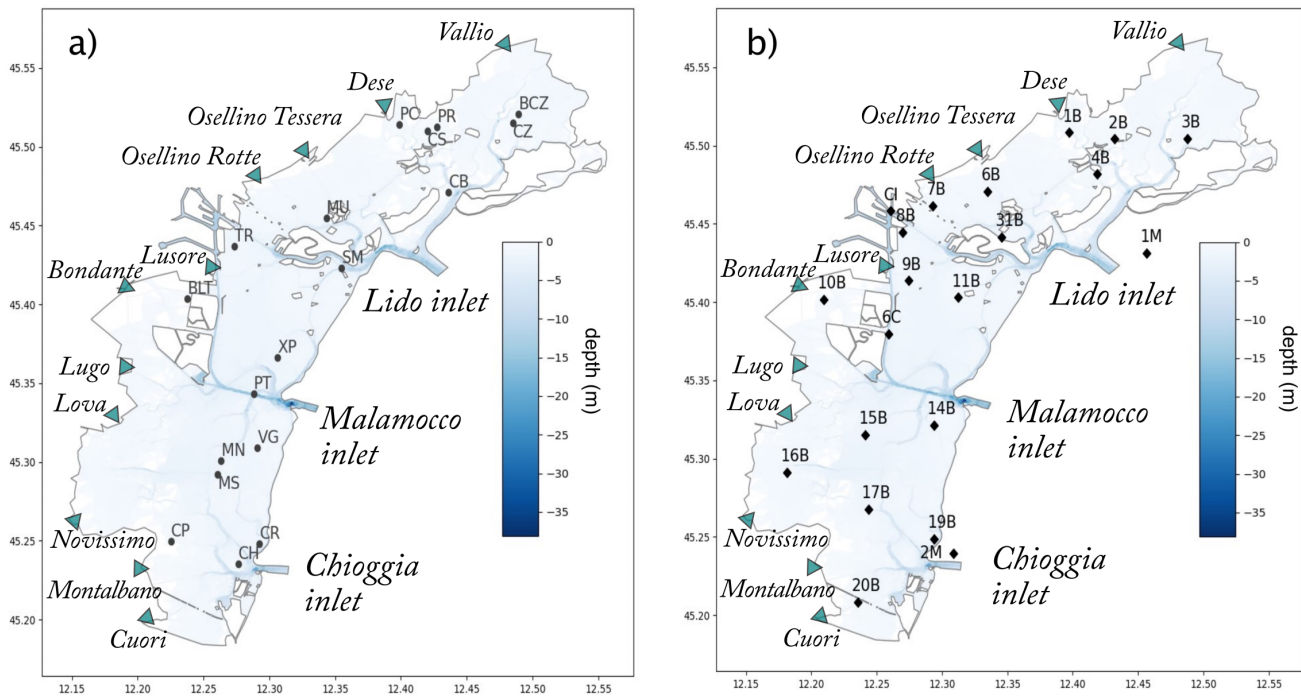 a)
Vallio
Dese
Osellino Tessera
Osellino Rotte
Lusore
Bondante
Lugo
Lova
Novissimo
Montalbano
Cuori
PO
PR
CS
BCZ
CZ
CB
MU
TR
SM
BLT
XP
PT
VG
MN
MS
CP
CR
CH
Lido inlet
Malamocco
inlet
Chioggia
inlet
0
−5
−10
−15
−20
−25
−30
−35
depth (m)
45.55
45.50
45.45
45.40
45.35
45.30
45.25
45.20
12.15
12.20
12.25
12.30
12.35
12.40
12.45
12.50
12.55
b)
Vallio
Dese
Osellino Tessera
Osellino Rotte
Lusore
Bondante
Lugo
Lova
Novissimo
Montalbano
Cuori
1B
2B
3B
4B
6B
7B
CI
8B
31B
1M
9B
11B
10B
6C
14B
15B
16B
17B
19B
2M
20B
Lido inlet
Malamocco
inlet
Chioggia
inlet
0
−5
−10
−15
−20
−25
−30
−35
depth (m)
45.55
45.50
45.45
45.40
45.35
45.30
45.25
45.20
12.15
12.20
12.25
12.30
12.35
12.40
12.45
12.50
12.55